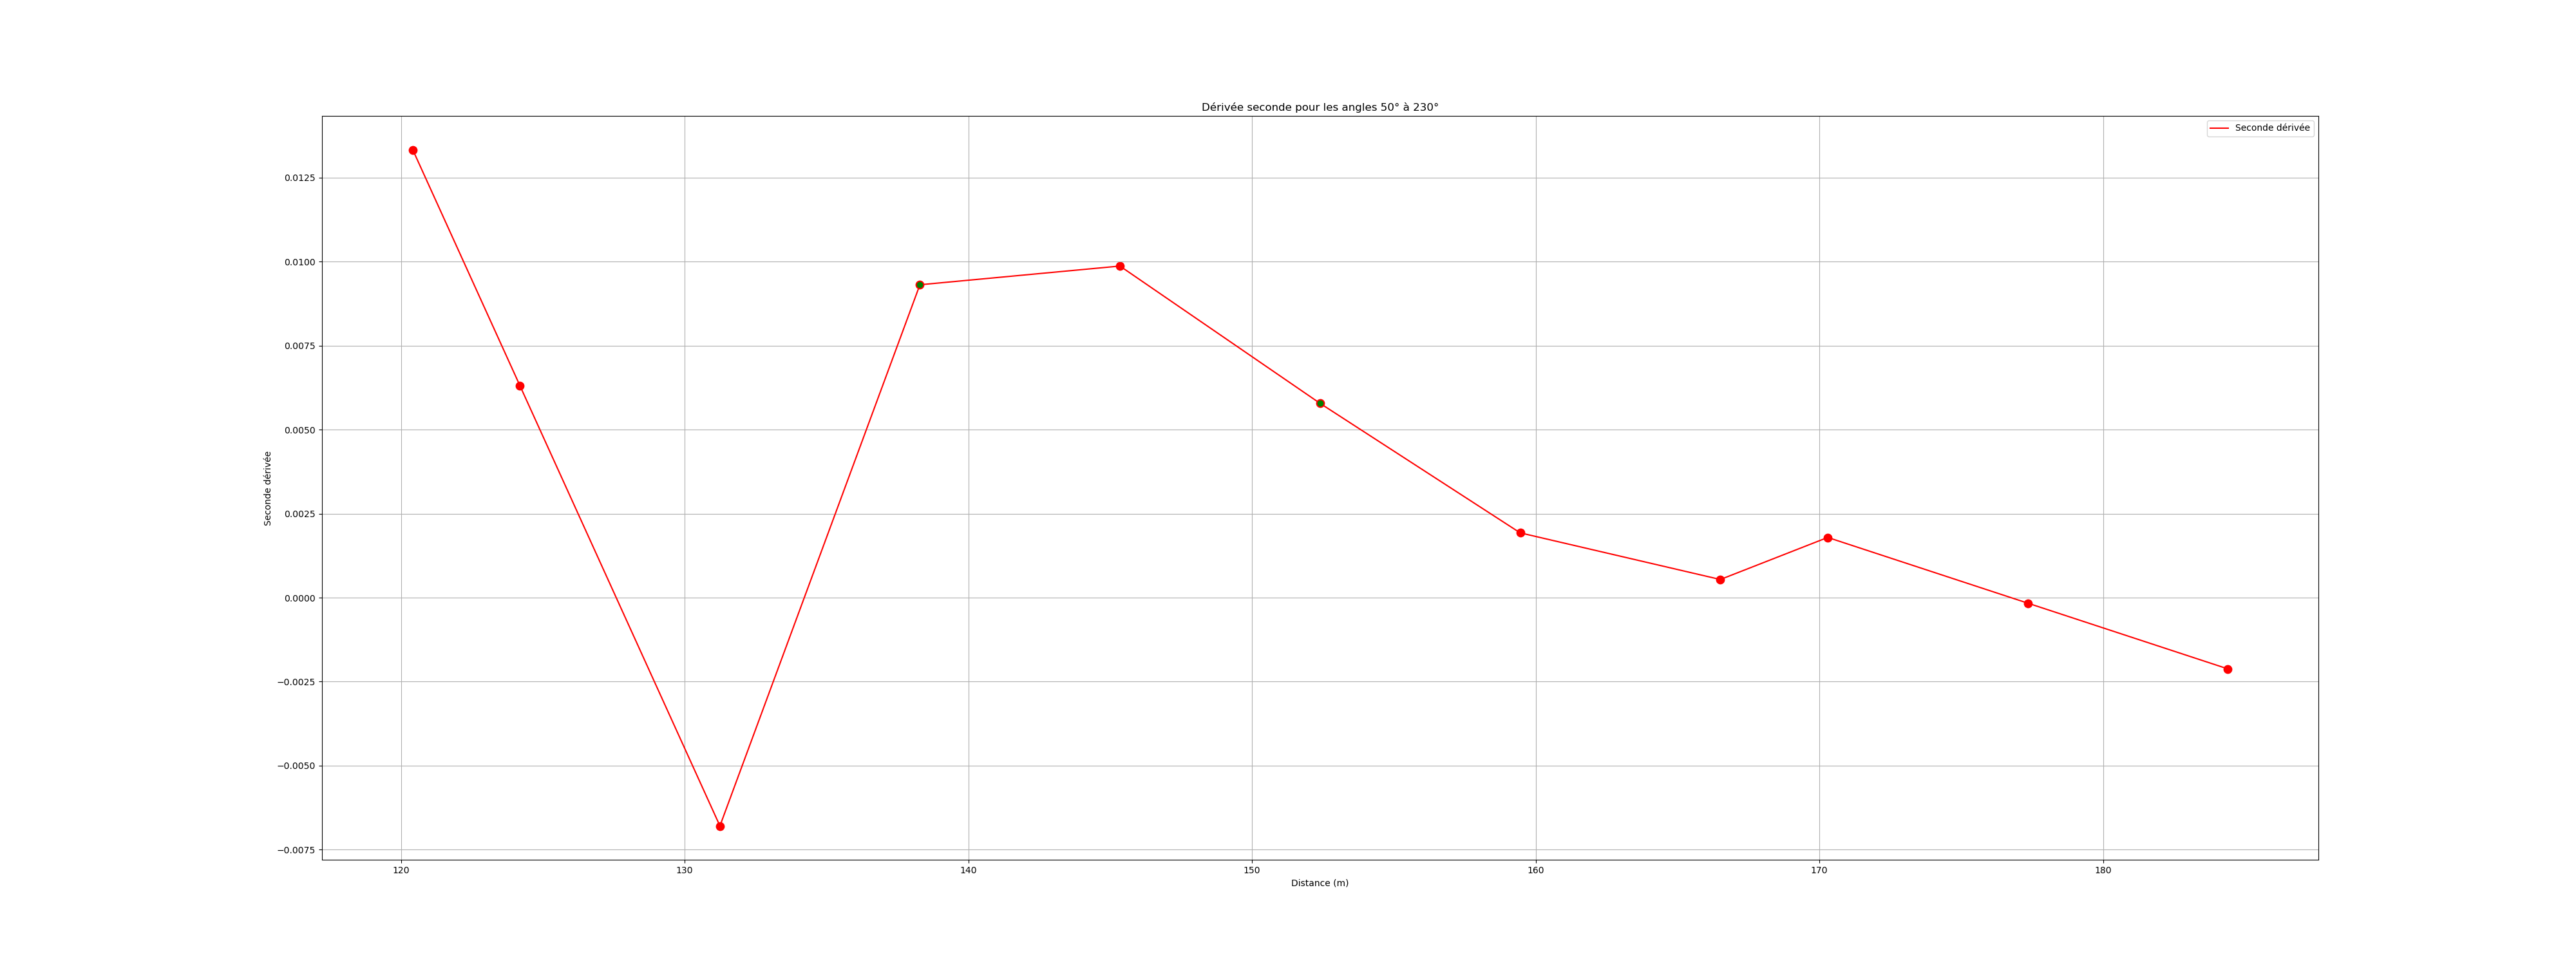 Dérivée seconde pour les angles 50° à 230°
Seconde dérivée
0.0125
0.0100
0.0075
0.0050
0.0025
0.0000
−0.0025
−0.0050
−0.0075
Seconde dérivée
120 130 140 150 160 170 180
Distance (m)